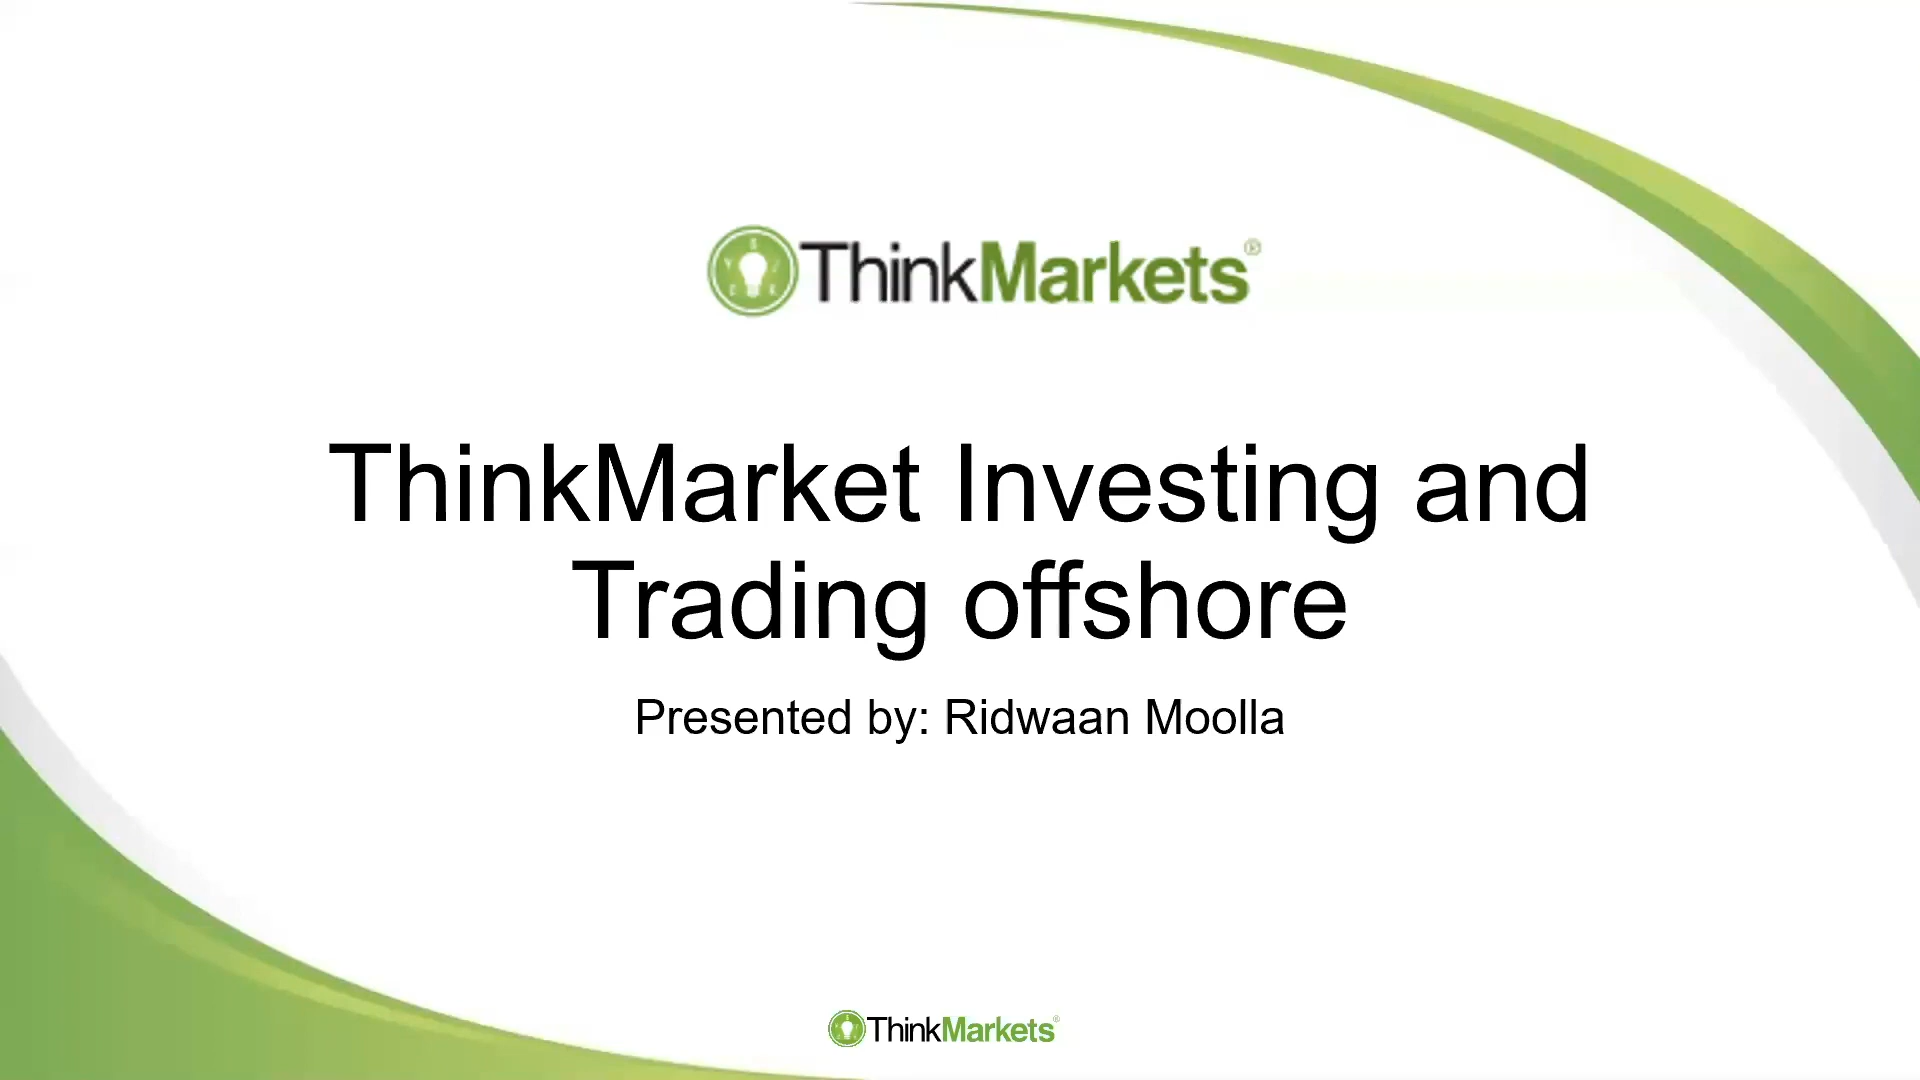 ThinkMarkets®
ThinkMarket Investing and
Trading offshore
Presented by: Ridwaan Moolla
ThinkMarkets®